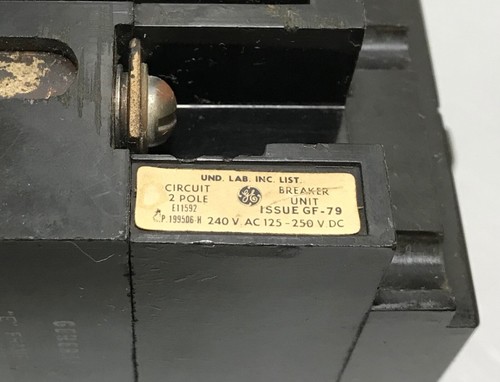 UND. LAB. INC. LIST.
CIRCUIT BREAKER
2 POLE GE UNIT
E11592 ISSUE GF-79
P. 199506-H 240 V AC 125-250 V DC